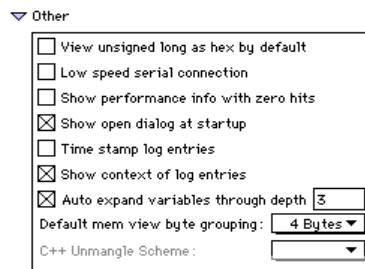 Other
View unsigned long as hex by default
Low speed serial connection
Show performance info with zero hits
Show open dialog at startup
Time stamp log entries
Show context of log entries
Auto expand variables through depth 3
Default mem view byte grouping: 4 Bytes
C++ Unmangle Scheme: